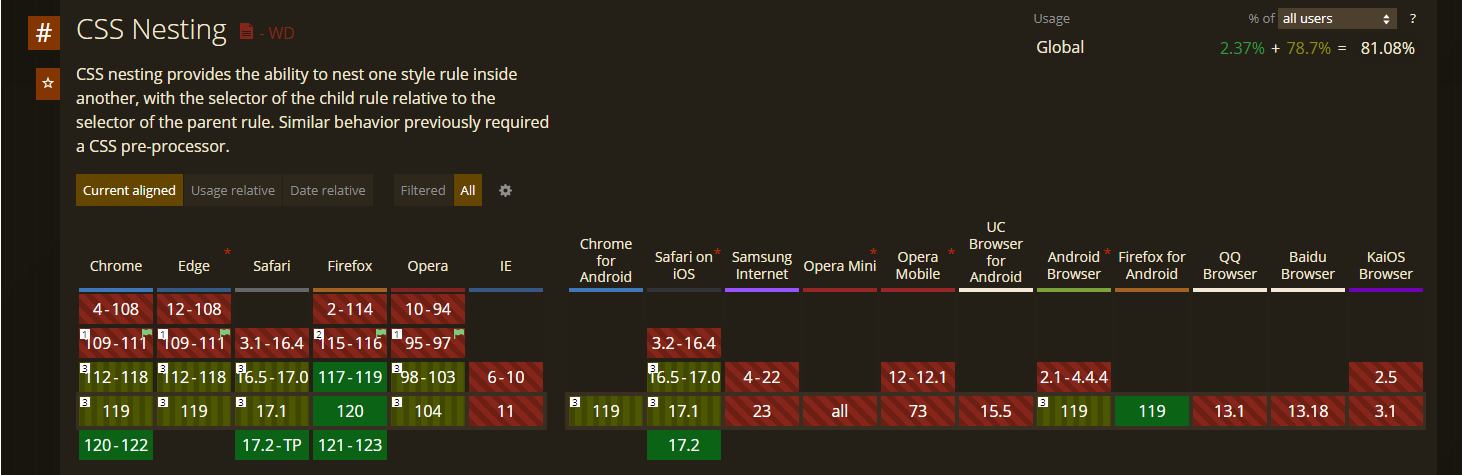 # CSS Nesting - WD
Usage % of all users ?
Global 2.37% + 78.7% = 81.08%
CSS nesting provides the ability to nest one style rule inside
another, with the selector of the child rule relative to the
selector of the parent rule. Similar behavior previously required
a CSS pre-processor.
Current aligned Usage relative Date relative Filtered All
Chrome Edge * Safari Firefox Opera IE
Chrome for Android Safari on iOS * Samsung Internet Opera Mini * Opera Mobile * UC Browser for Android Android Browser * Firefox for Android QQ Browser Baidu Browser KaiOS Browser
4-108 12-108 2-114 10-94
1 109-111 1 109-111 3.1-16.4 2 115-116 1 95-97 3.2-16.4
3 112-118 3 112-118 3 16.5-17.0 117-119 3 98-103 6-10 3 16.5-17.0 4-22 12-12.1 2.1-4.4.4 2.5
3 119 3 119 3 17.1 120 3 104 11 3 119 3 17.1 23 all 73 15.5 3 119 119 13.1 13.18 3.1
120-122 17.2-TP 121-123 17.2